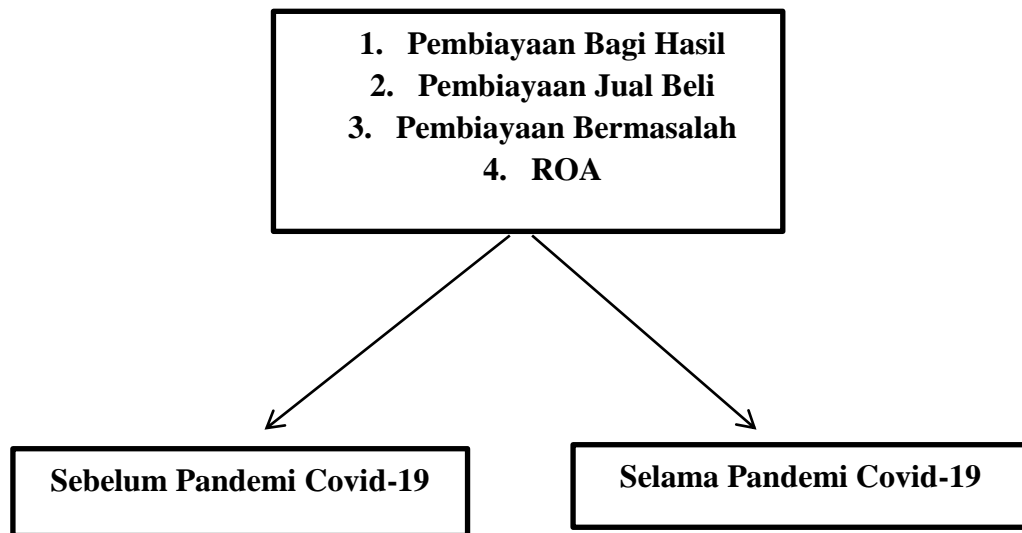 1. Pembiayaan Bagi Hasil
2. Pembiayaan Jual Beli
3. Pembiayaan Bermasalah
4. ROA
Sebelum Pandemi Covid-19
Selama Pandemi Covid-19